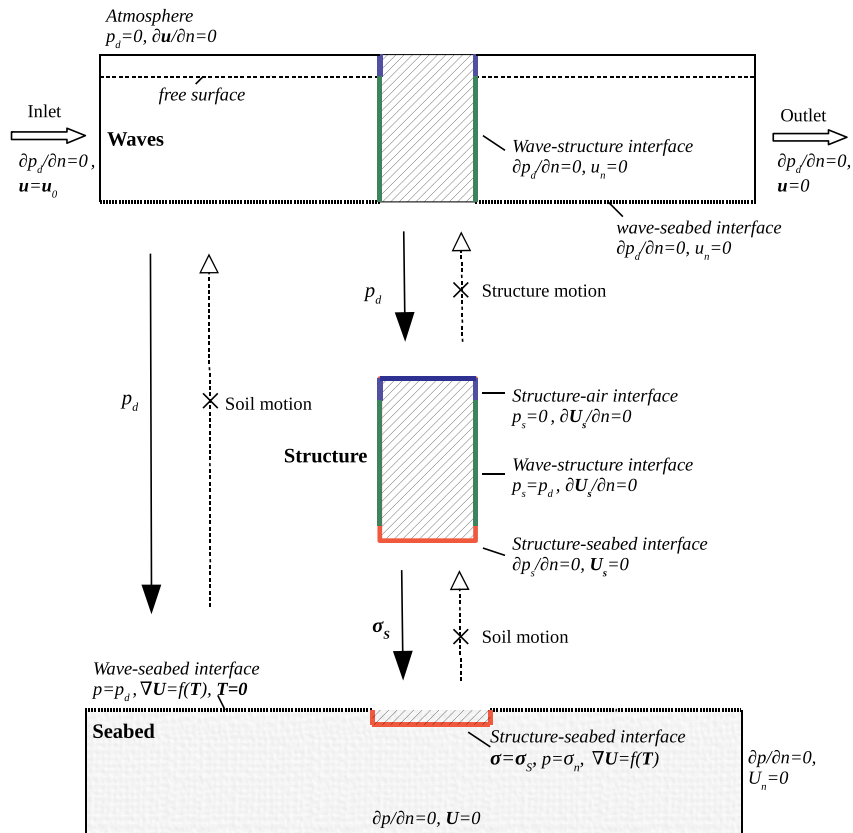 Atmosphere
p_d=0, ∂u/∂n=0
free surface
Inlet
∂p_d/∂n=0,
u=u_0
Waves
Wave-structure interface
∂p_d/∂n=0, u_n=0
Outlet
∂p_d/∂n=0,
u=0
wave-seabed interface
∂p_d/∂n=0, u_n=0
p_d
Structure motion
p_d
Soil motion
Structure-air interface
p_s=0, ∂U_s/∂n=0
Structure
Wave-structure interface
p_s=p_d, ∂U_s/∂n=0
Structure-seabed interface
∂p_s/∂n=0, U_s=0
σ_s
Soil motion
Wave-seabed interface
p=p_d, ∇U=f(T), T=0
Seabed
Structure-seabed interface
σ=σ_S, p=σ_n, ∇U=f(T)
∂p/∂n=0,
U_n=0
∂p/∂n=0, U=0